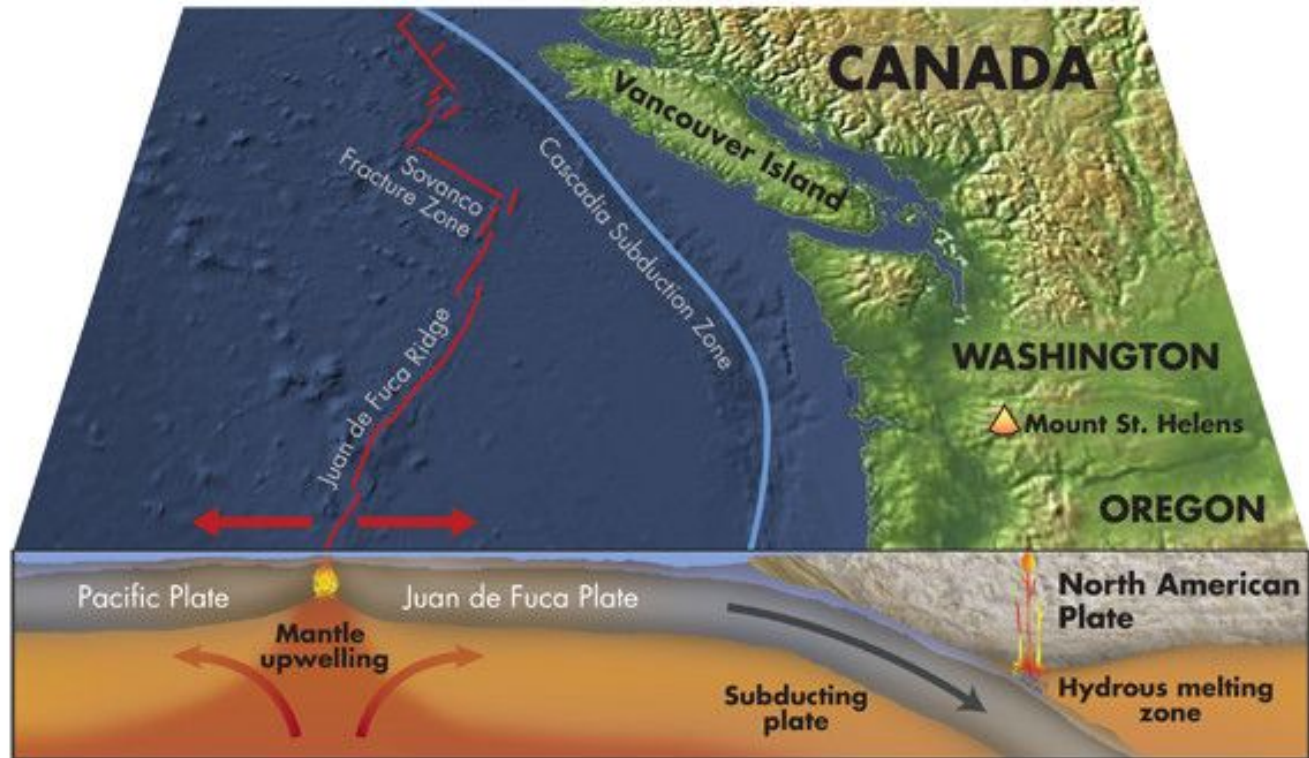 CANADA
Vancouver Island
Sovanco
Fracture Zone
Cascadia Subduction Zone
Juan de Fuca Ridge
WASHINGTON
Mount St. Helens
OREGON
Pacific Plate
Juan de Fuca Plate
North American
Plate
Mantle
upwelling
Subducting
plate
Hydrous melting
zone